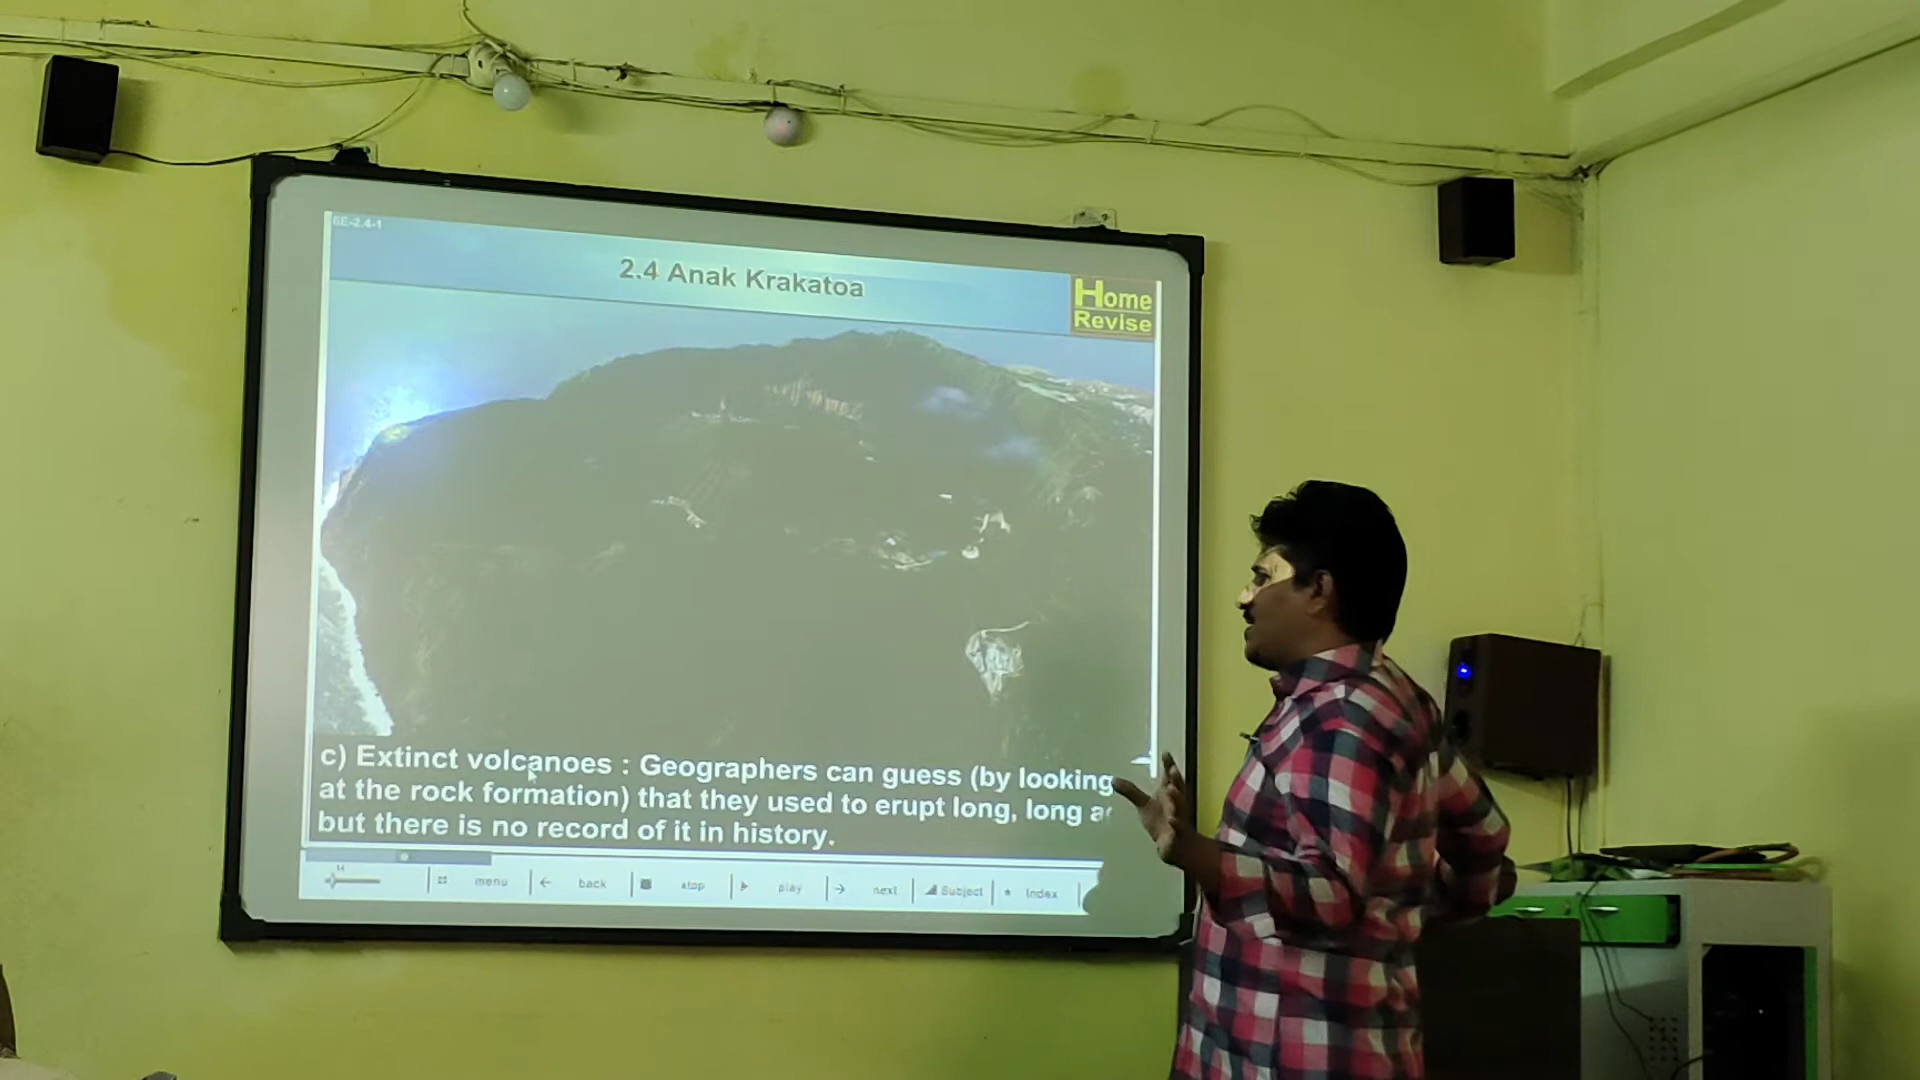 6E-2.4-1
2.4 Anak Krakatoa
Home
Revise
c) Extinct volcanoes : Geographers can guess (by looking
at the rock formation) that they used to erupt long, long
but there is no record of it in history.
menu back stop play next Subject Index